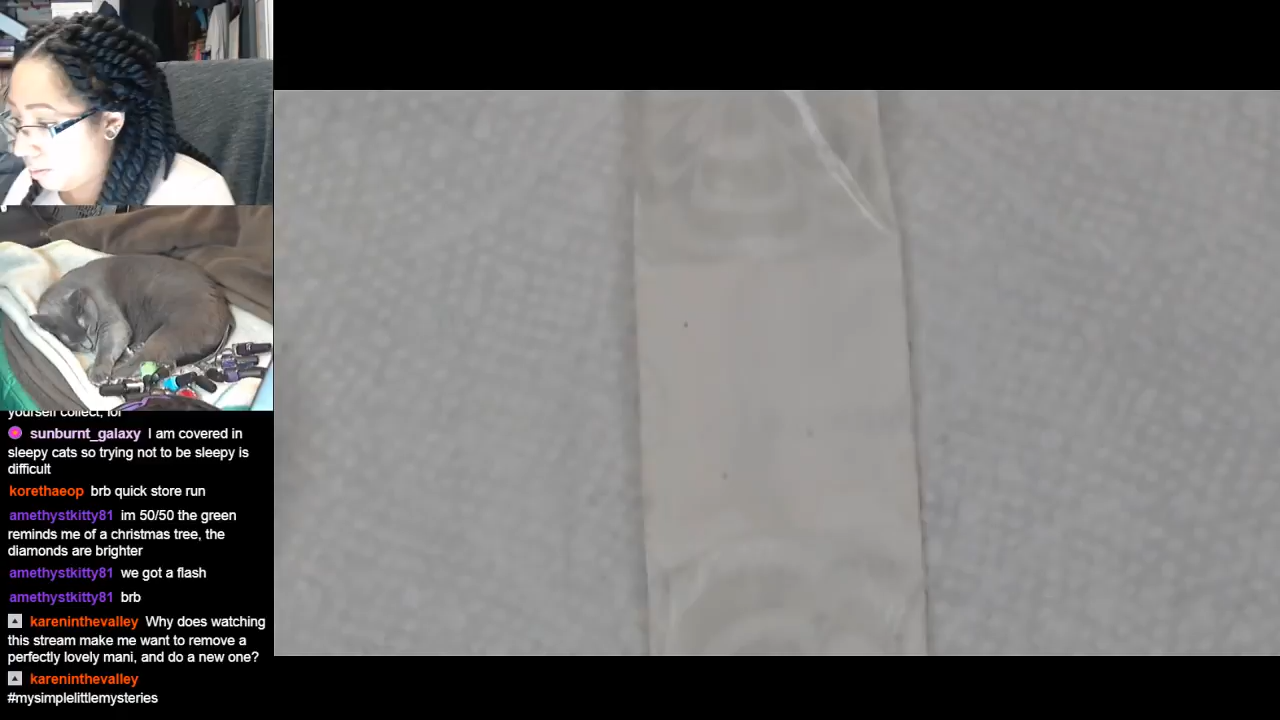 yourself collect, lol
sunburnt_galaxy I am covered in
sleepy cats so trying not to be sleepy is
difficult
korethaeop brb quick store run
amethystkitty81 im 50/50 the green
reminds me of a christmas tree, the
diamonds are brighter
amethystkitty81 we got a flash
amethystkitty81 brb
kareninthevalley Why does watching
this stream make me want to remove a
perfectly lovely mani, and do a new one?
kareninthevalley
#mysimplelittlemysteries